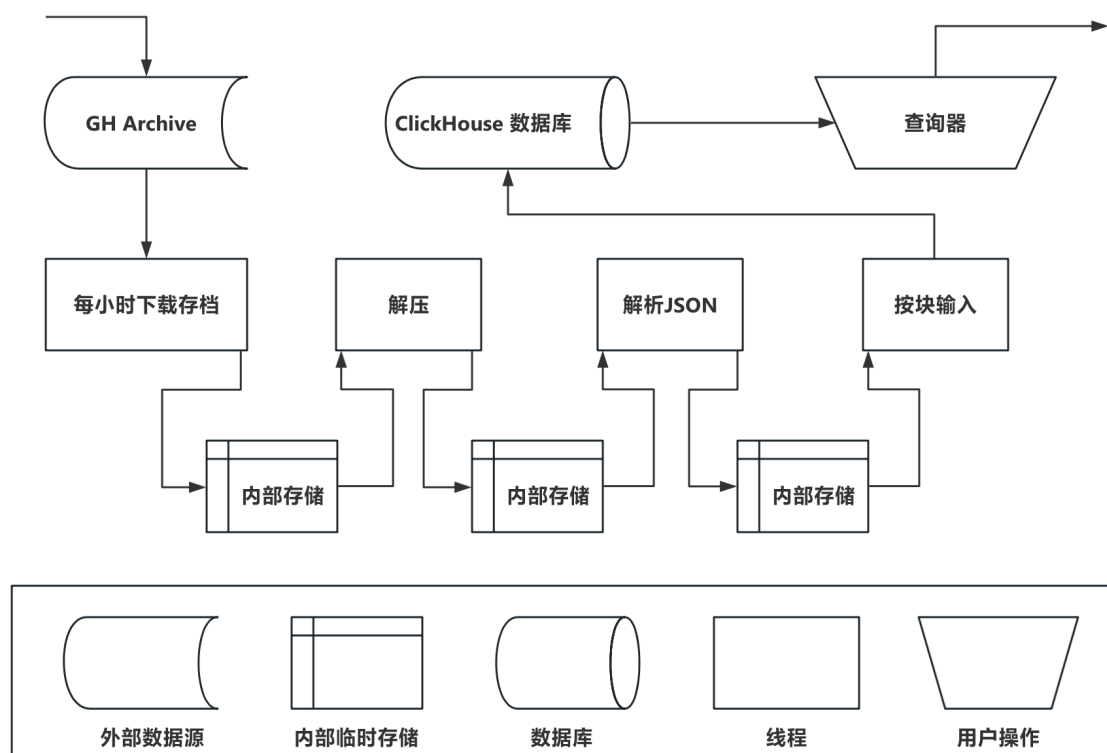 GH Archive
ClickHouse 数据库
查询器
每小时下载存档
解压
解析JSON
按块输入
内部存储
内部存储
内部存储
外部数据源
内部临时存储
数据库
线程
用户操作